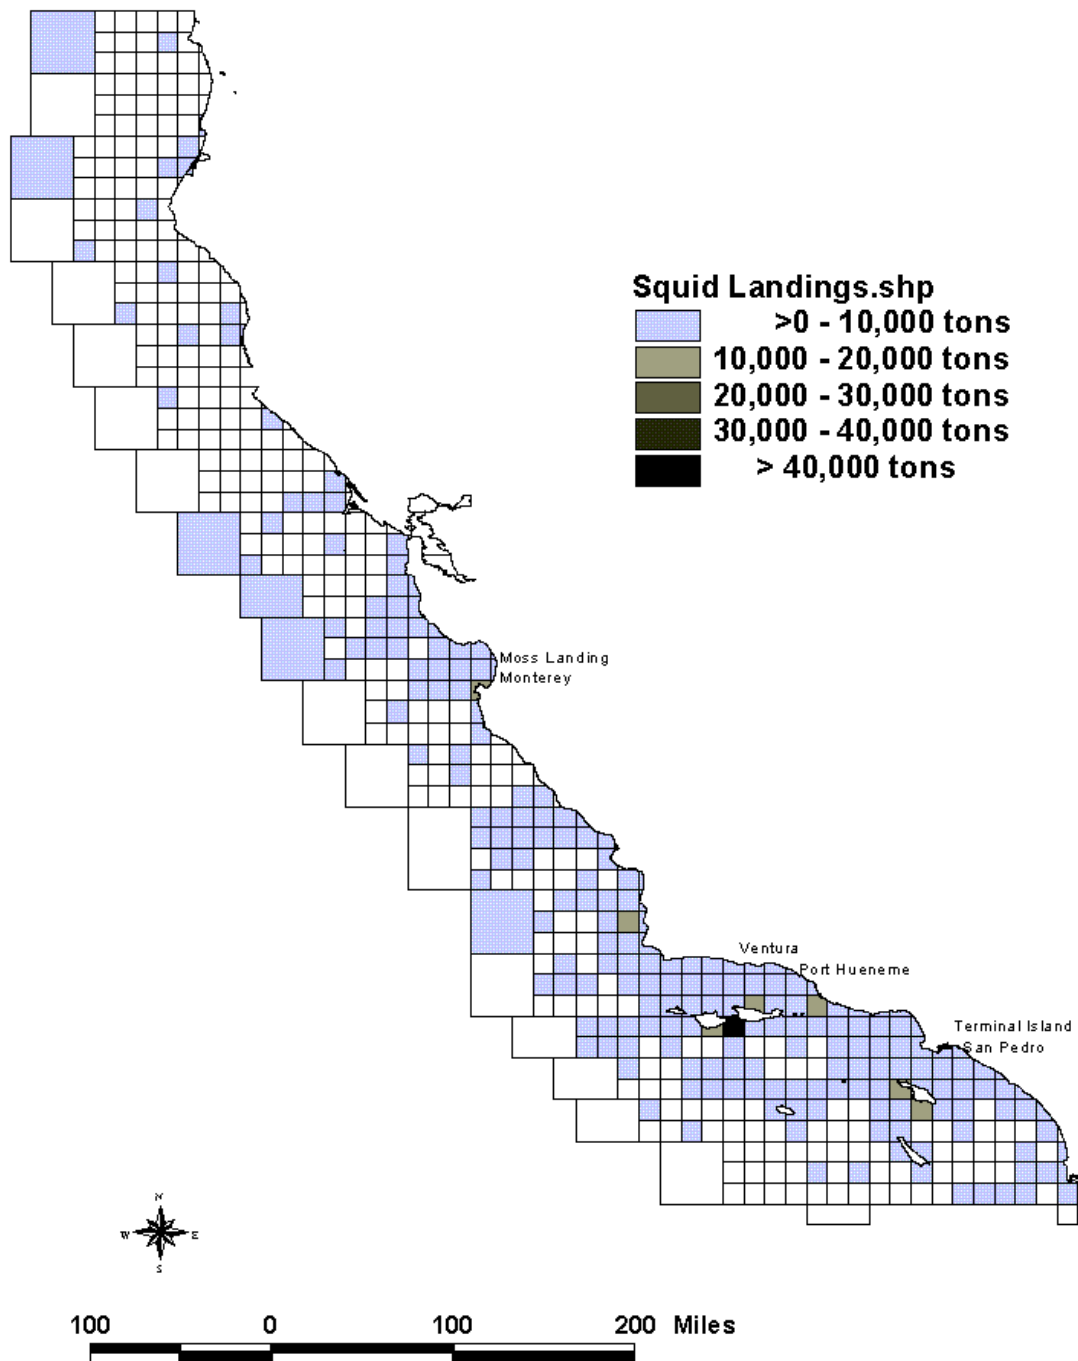 Squid Landings.shp
>0 - 10,000 tons
10,000 - 20,000 tons
20,000 - 30,000 tons
30,000 - 40,000 tons
> 40,000 tons
Moss Landing
Monterey
Ventura
Port Hueneme
Terminal Island
San Pedro
N
W E
S
100 0 100 200 Miles